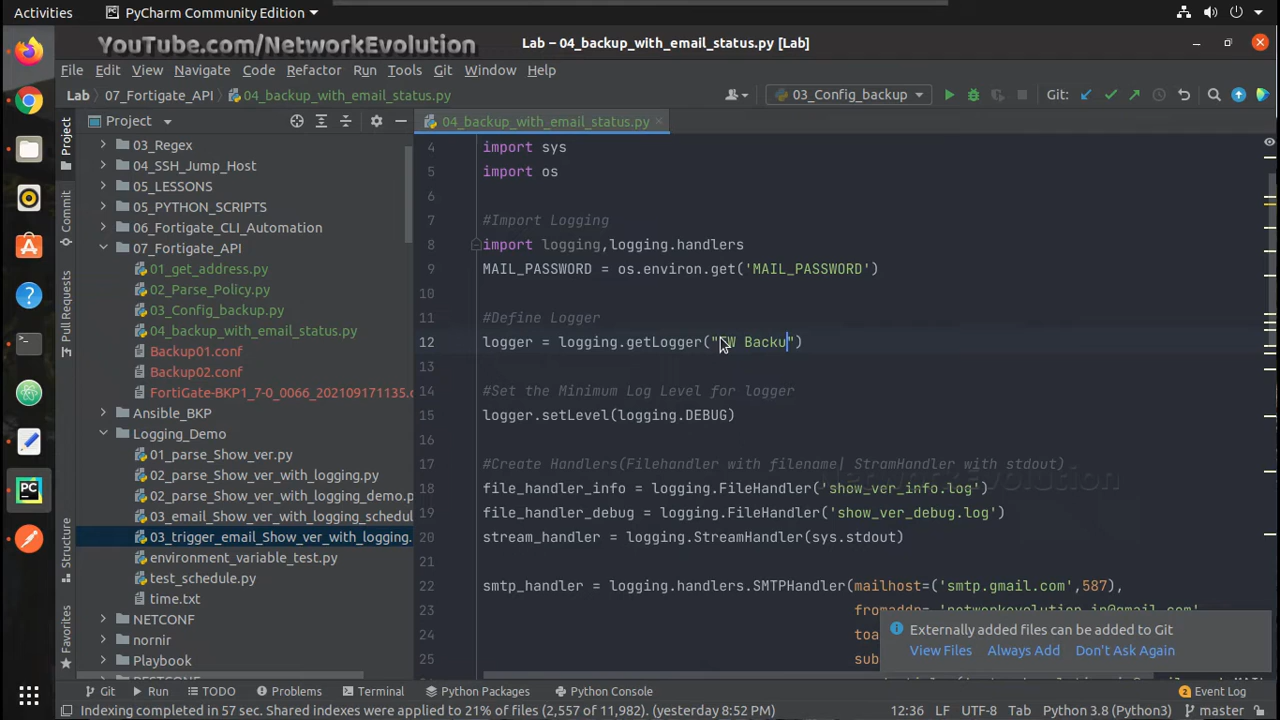 Activities
PyCharm Community Edition
YouTube.com/NetworkEvolution
Lab – 04_backup_with_email_status.py [Lab]
File Edit View Navigate Code Refactor Run Tools Git Window Help
Lab 07_Fortigate_API 04_backup_with_email_status.py 03_Config_backup Git:
Project 04_backup_with_email_status.py
Project
Commit
Pull Requests
Structure
Favorites
03_Regex
04_SSH_Jump_Host
05_LESSONS
05_PYTHON_SCRIPTS
06_Fortigate_CLI_Automation
07_Fortigate_API
01_get_address.py
02_Parse_Policy.py
03_Config_backup.py
04_backup_with_email_status.py
Backup01.conf
Backup02.conf
FortiGate-BKP1_7-0_0066_202109171135.c
Ansible_BKP
Logging_Demo
01_parse_Show_ver.py
02_parse_Show_ver_with_logging.py
02_parse_Show_ver_with_logging_demo.p
03_email_Show_ver_with_logging_schedul
03_trigger_email_Show_ver_with_logging.
environment_variable_test.py
test_schedule.py
time.txt
NETCONF
nornir
Playbook
4 import sys
5 import os
6
7 #Import Logging
8 import logging,logging.handlers
9 MAIL_PASSWORD = os.environ.get('MAIL_PASSWORD')
10
11 #Define Logger
12 logger = logging.getLogger(" W Backu")
13
14 #Set the Minimum Log Level for logger
15 logger.setLevel(logging.DEBUG)
16
17 #Create Handlers(Filehandler with filename| StramHandler with stdout)
18 file_handler_info = logging.FileHandler('show_ver_info.log')
19 file_handler_debug = logging.FileHandler('show_ver_debug.log')
20 stream_handler = logging.StreamHandler(sys.stdout)
21
22 smtp_handler = logging.handlers.SMTPHandler(mailhost=('smtp.gmail.com',587),
23
24 toa
25 sub
Externally added files can be added to Git
View Files Always Add Don't Ask Again
Git Run TODO Problems Terminal Python Packages Python Console 2 Event Log
Indexing completed in 57 sec. Shared indexes were applied to 21% of files (2,557 of 11,982). (yesterday 8:52 PM) 12:36 LF UTF-8 Tab Python 3.8 (Python3) master